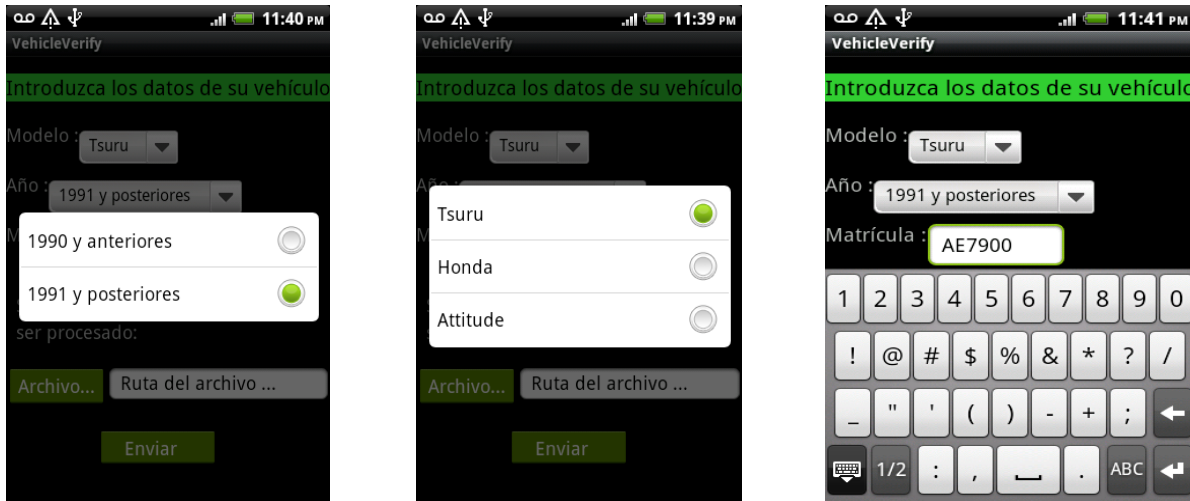 11:40 PM
VehicleVerify
Introduzca los datos de su vehículo
Modelo :
Tsuru
Año :
1991 y posteriores
M
1990 y anteriores
1991 y posteriores
ser procesado:
Archivo...
Ruta del archivo ...
Enviar
11:39 PM
VehicleVerify
Introduzca los datos de su vehículo
Modelo :
Tsuru
Año :
M
Tsuru
Honda
Attitude
Archivo...
Ruta del archivo ...
Enviar
11:41 PM
VehicleVerify
Introduzca los datos de su vehículo
Modelo :
Tsuru
Año :
1991 y posteriores
Matrícula :
AE7900
1 2 3 4 5 6 7 8 9 0
! @ # $ % & * ? /
_ " ' ( ) - + ;
1/2 : , . ABC